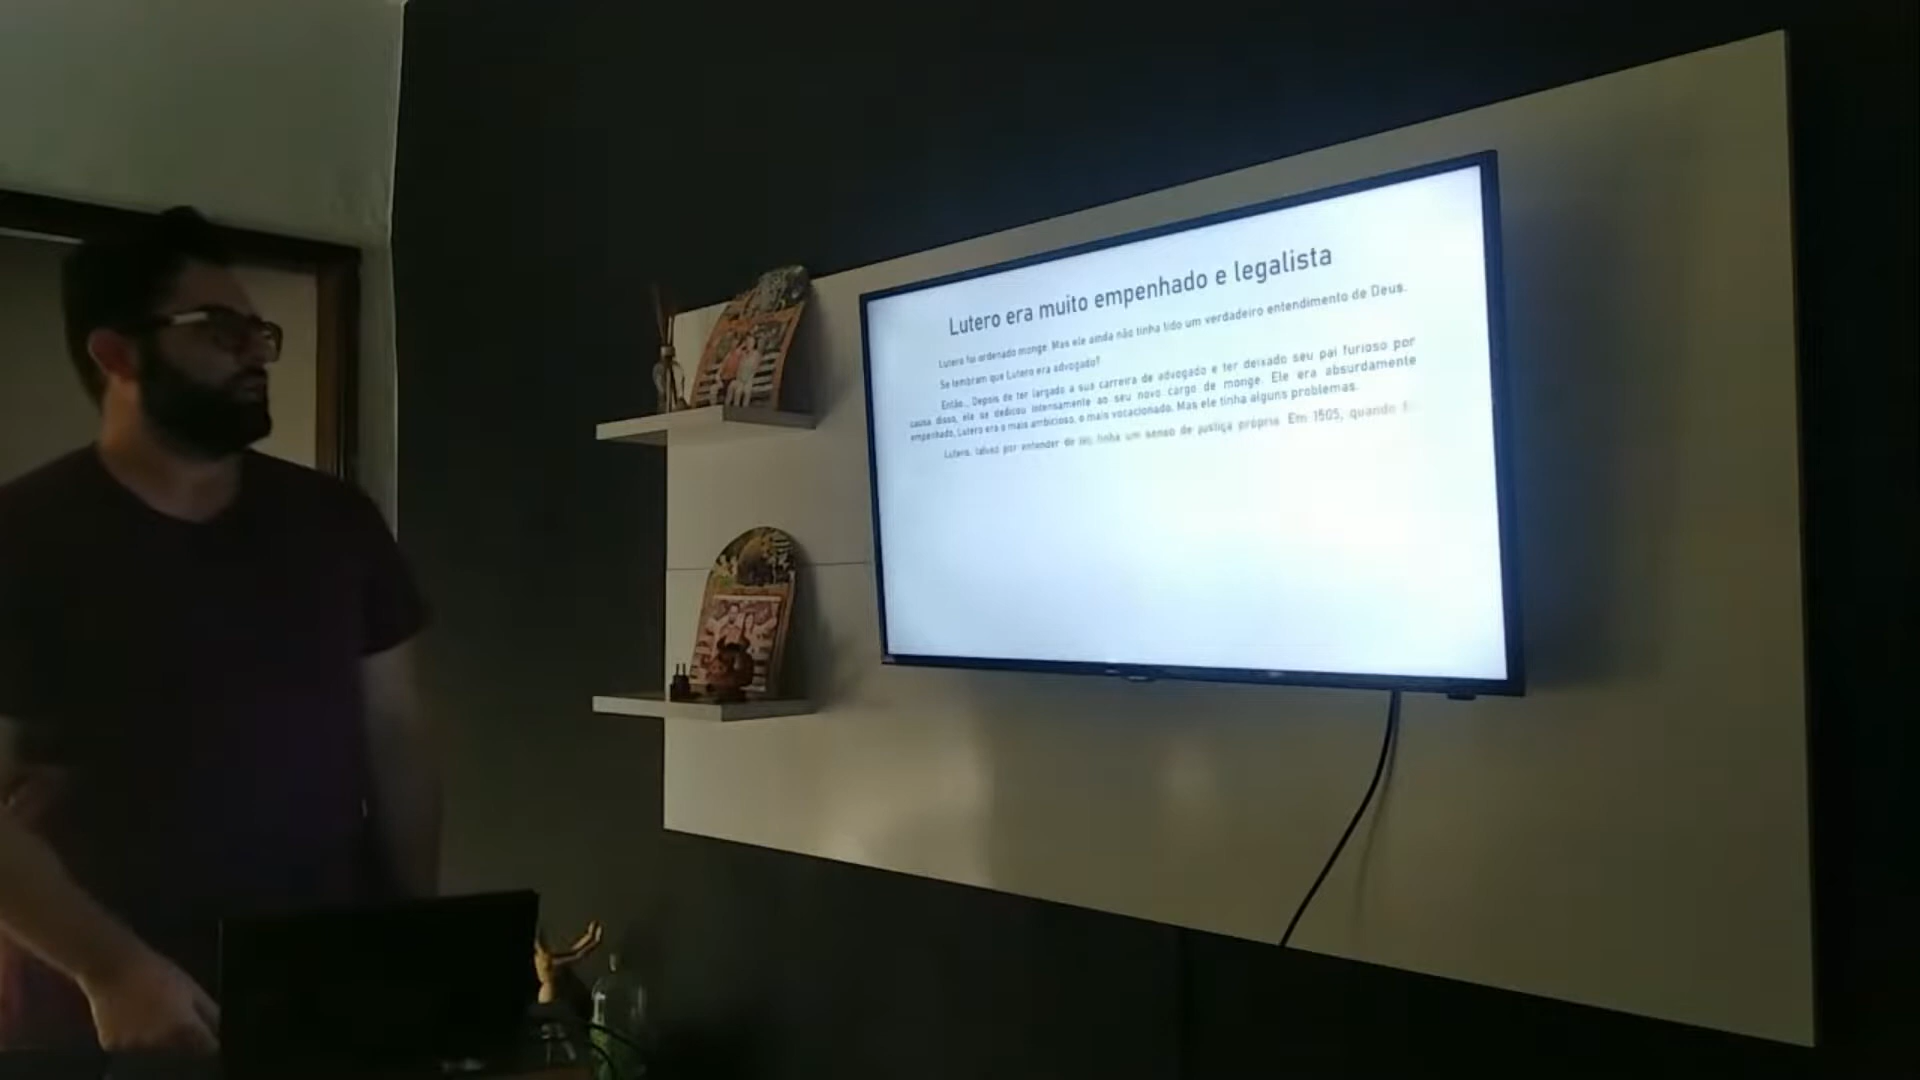 Lutero era muito empenhado e legalista
Lutero foi ordenado monge. Mas ele ainda não tinha tido um verdadeiro entendimento de Deus.
Se lembram que Lutero era advogado?
Então... Depois de ter largado a sua carreira de advogado e ter deixado seu pai furioso por
causa disso, ele se dedicou intensamente ao seu novo cargo de monge. Ele era absurdamente
empenhado, Lutero era o mais ambicioso, o mais vocacionado. Mas ele tinha alguns problemas.
Lutero, talvez por entender de lei, tinha um senso de justiça própria. Em 1505, quando